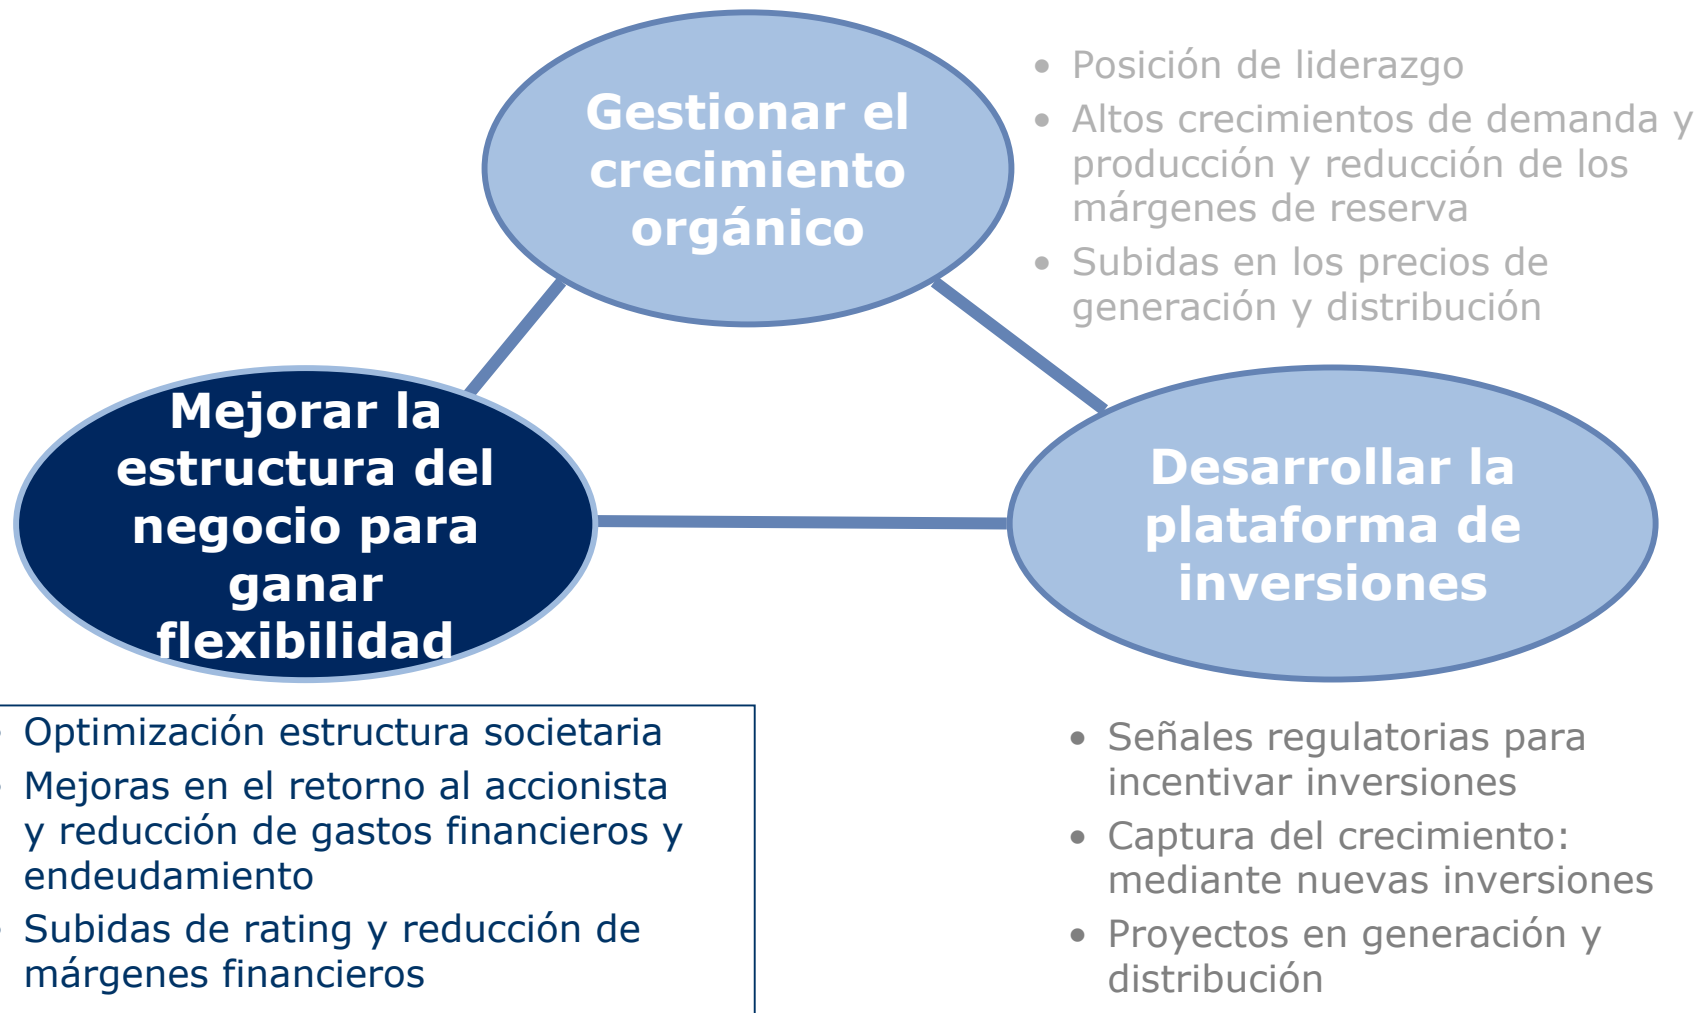 Gestionar el
crecimiento
orgánico
• Posición de liderazgo
• Altos crecimientos de demanda y
producción y reducción de los
márgenes de reserva
• Subidas en los precios de
generación y distribución
Mejorar la
estructura del
negocio para
ganar
flexibilidad
Desarrollar la
plataforma de
inversiones
• Optimización estructura societaria
• Mejoras en el retorno al accionista
y reducción de gastos financieros y
endeudamiento
• Subidas de rating y reducción de
márgenes financieros
• Señales regulatorias para
incentivar inversiones
• Captura del crecimiento:
mediante nuevas inversiones
• Proyectos en generación y
distribución